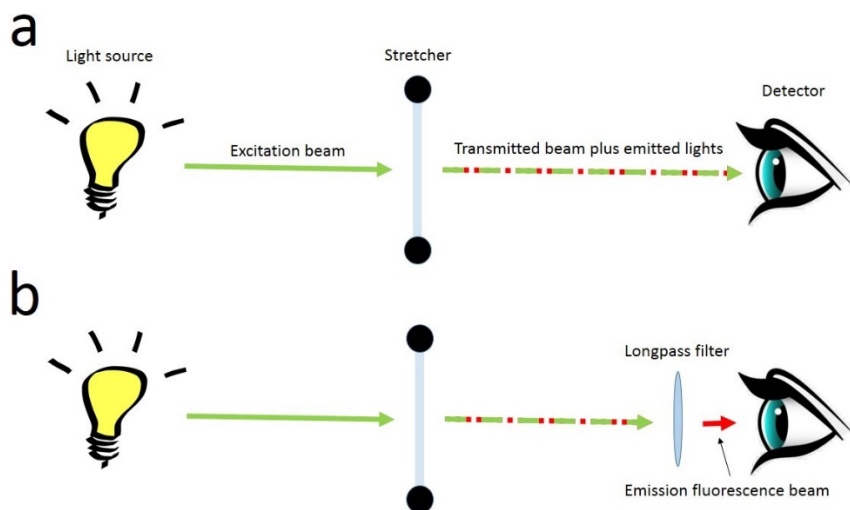 a
Light source
Stretcher
Detector
Excitation beam
Transmitted beam plus emitted lights
b
Longpass filter
Emission fluorescence beam